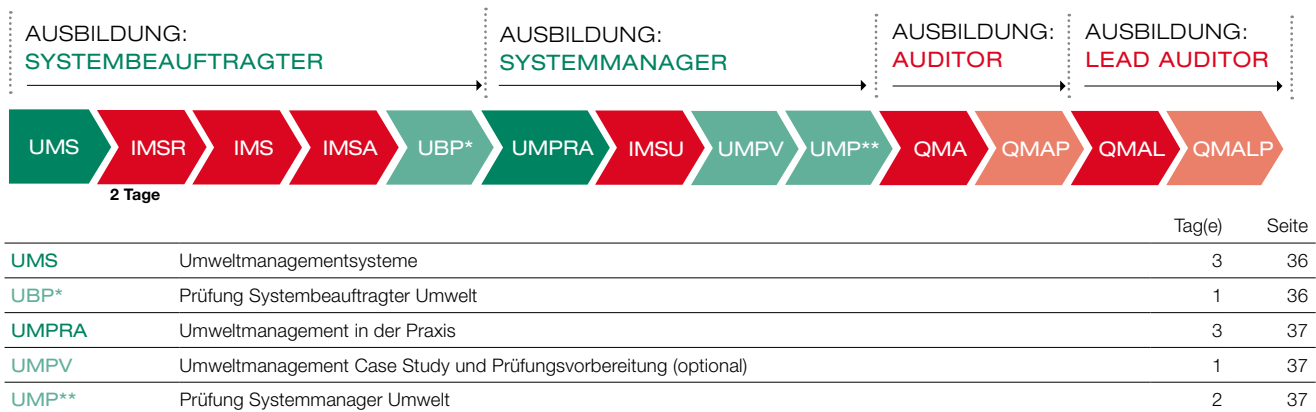 AUSBILDUNG:
SYSTEMBEAUFTRAGTER
AUSBILDUNG:
SYSTEMMANAGER
AUSBILDUNG:
AUDITOR
AUSBILDUNG:
LEAD AUDITOR
UMS IMSR IMS IMSA UBP* UMPRA IMSU UMPV UMP** QMA QMAP QMAL QMALP
2 Tage
Tag(e) Seite
UMS Umweltmanagementsysteme 3 36
UBP* Prüfung Systembeauftragter Umwelt 1 36
UMPRA Umweltmanagement in der Praxis 3 37
UMPV Umweltmanagement Case Study und Prüfungsvorbereitung (optional) 1 37
UMP** Prüfung Systemmanager Umwelt 2 37